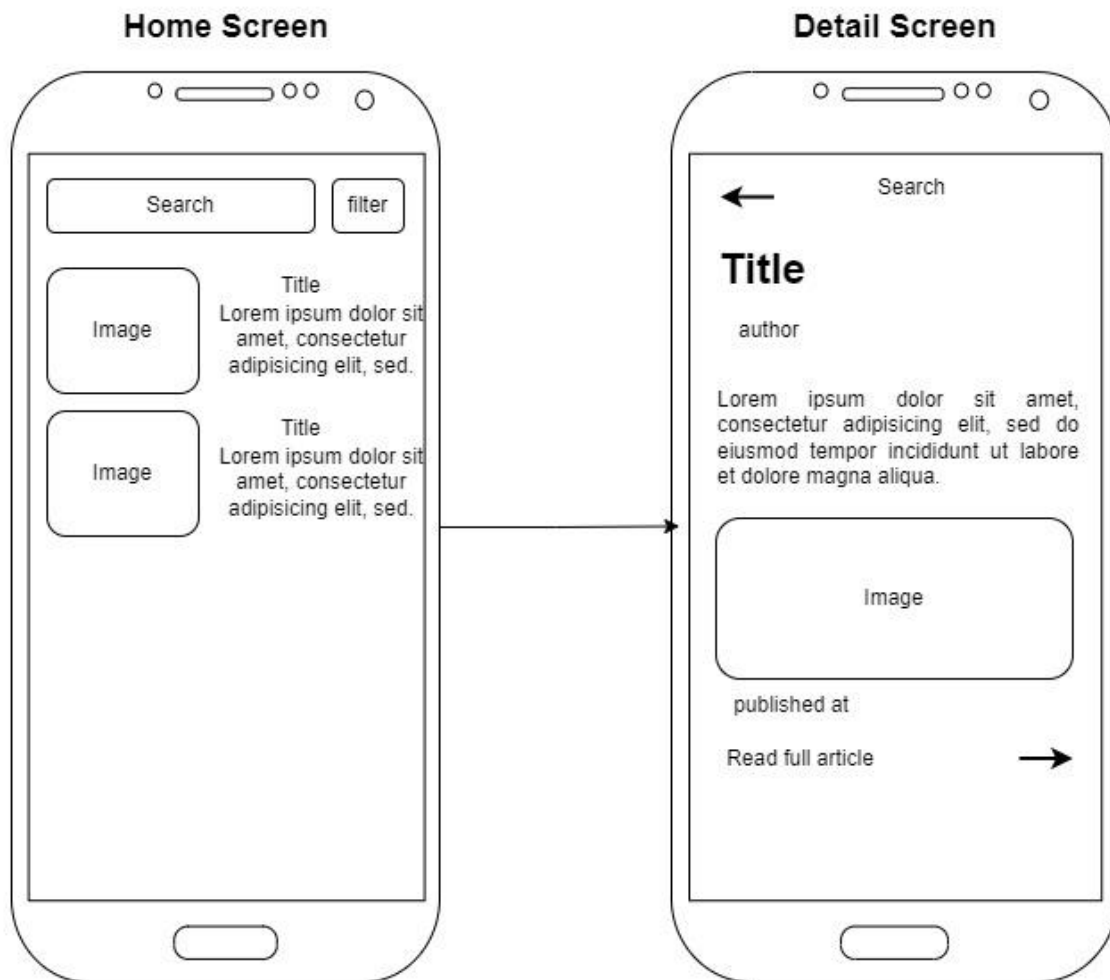 Home Screen
Search
filter
Image
Title
Lorem ipsum dolor sit
amet, consectetur
adipisicing elit, sed.
Image
Title
Lorem ipsum dolor sit
amet, consectetur
adipisicing elit, sed.
Detail Screen
Search
Title
author
Lorem ipsum dolor sit amet,
consectetur adipisicing elit, sed do
eiusmod tempor incididunt ut labore
et dolore magna aliqua.
Image
published at
Read full article